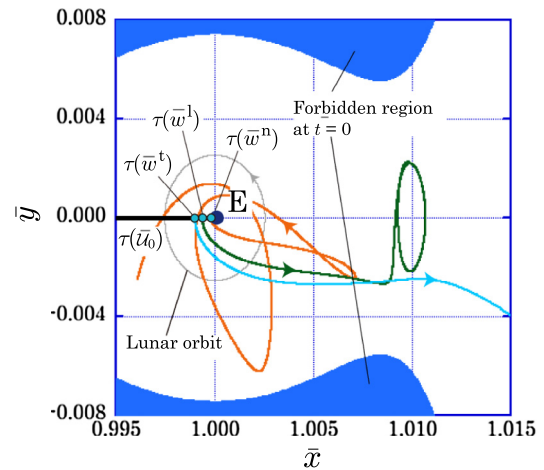 0.008
0.004
0.000
-0.004
-0.008
ȳ
τ(w̄ˡ)
τ(w̄ᵗ)
τ(w̄ⁿ)
E
τ(ū₀)
Lunar orbit
Forbidden region
at t̄ = 0
0.995
1.000
1.005
1.010
1.015
x̄